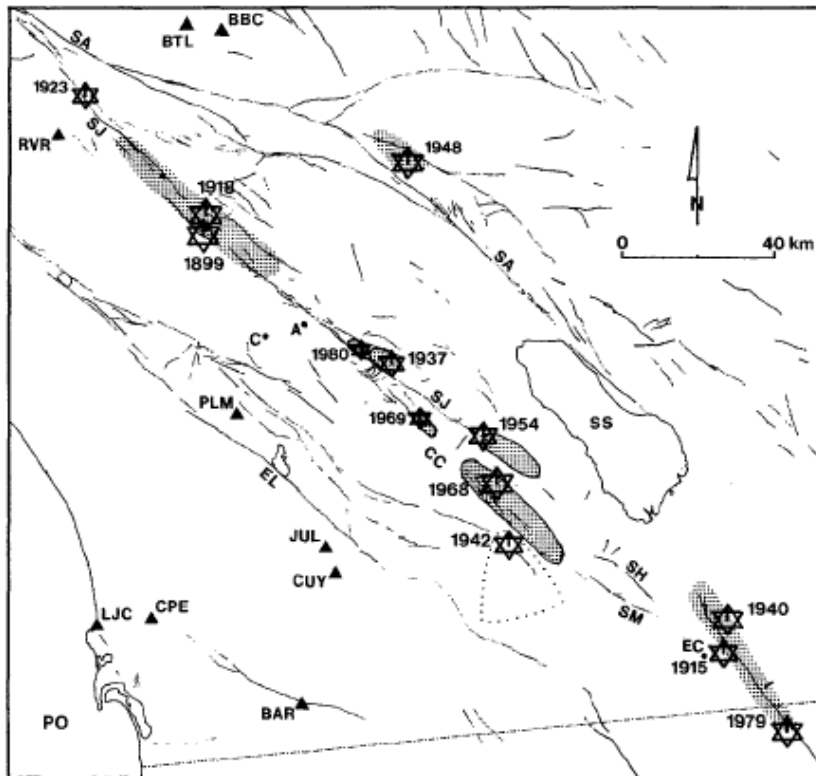 BBC
BTL
SA
1923
SJ
RVR
1948
1918
N
0 40 km
1899
SA
A
C
1980
1937
SJ
PLM
SS
1969
1954
CC
EL
1968
1942
JUL
SH
CUY
SM
1940
LJC
CPE
EC
1915
BAR
PO
1979